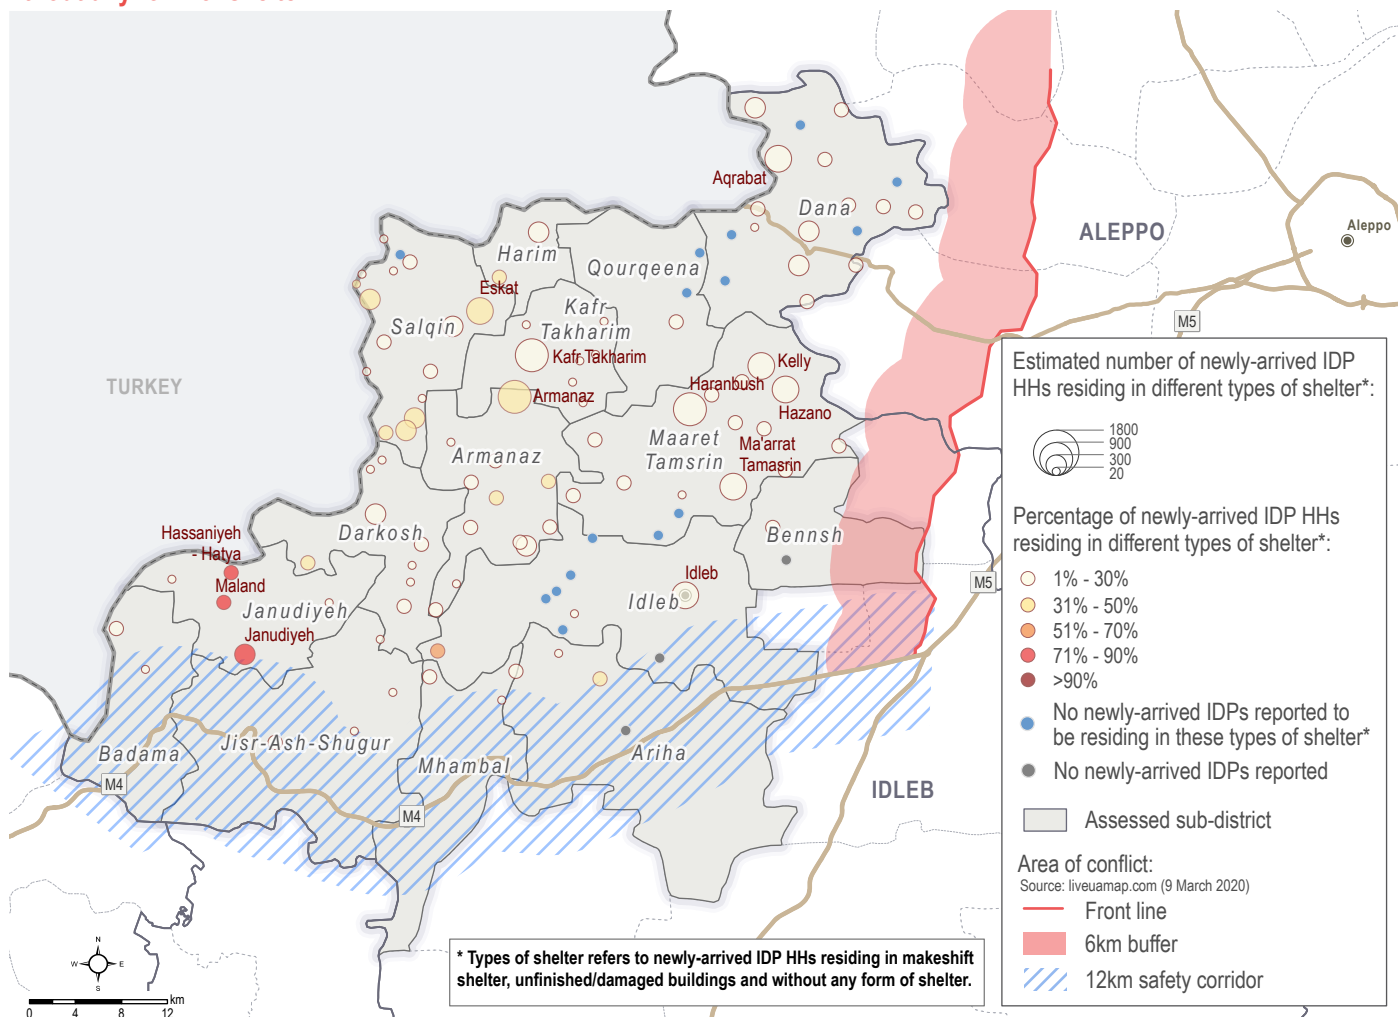 Aqrabat
Dana
ALEPPO
Aleppo
Harim
Qourqeena
Eskat
Kafr
Takharim
Salqin
M5
Kafr Takharim
Kelly
Haranbush
TURKEY
Armanaz
Hazano
Maaret
Tamsrin
Ma'arrat
Tamasrin
Armanaz
Hassaniyeh
- Hatya
Darkosh
Bennsh
Maland
Idleb
M5
Janudiyeh
Idleb
Janudiyeh
Badama
Jisr-Ash-Shugur
Mhambal
Ariha
M4
M4
IDLEB
Estimated number of newly-arrived IDP
HHs residing in different types of shelter*:
1800
900
300
20
Percentage of newly-arrived IDP HHs
residing in different types of shelter*:
1% - 30%
31% - 50%
51% - 70%
71% - 90%
>90%
No newly-arrived IDPs reported to
be residing in these types of shelter*
No newly-arrived IDPs reported
Assessed sub-district
Area of conflict:
Source: liveuamap.com (9 March 2020)
Front line
6km buffer
12km safety corridor
* Types of shelter refers to newly-arrived IDP HHs residing in makeshift
shelter, unfinished/damaged buildings and without any form of shelter.
N
W E
S
km
0 4 8 12